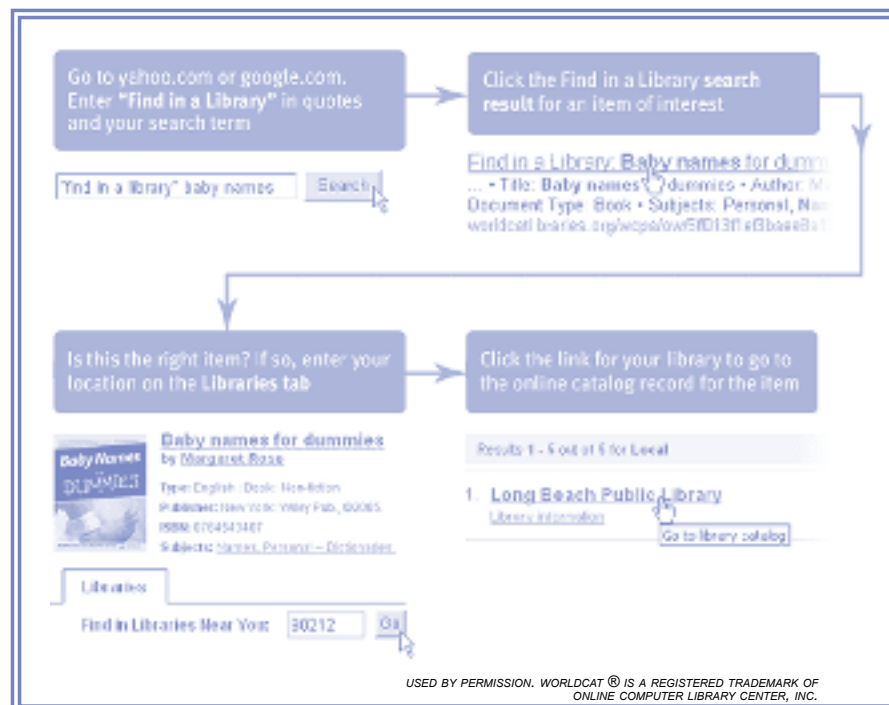 Go to yahoo.com or google.com.
Enter "Find in a Library" in quotes
and your search term
"find in a library" baby names
Search
Click the Find in a Library search
result for an item of interest
Find in a Library: Baby names for dumm
... • Title: Baby names dummies • Author:
Document Type: Book • Subjects: Personal,
Is this the right item? If so, enter your
location on the Libraries tab
Baby Names
DUMMIES
Baby names for dummies
by Margaret Rose
Type: English : Book : Non-fiction
Publisher: New York: Wiley Pub., ©2005.
ISBN:
Subjects: Names, Personal -- Dictionaries.
Libraries
Find in Libraries Near You:
Go
Click the link for your library to go to
the online catalog record for the item
Results 1 - 5 out of 5 for Local
1. Long Beach Public Library
Library information
Go to library catalog
USED BY PERMISSION. WORLDCAT ® IS A REGISTERED TRADEMARK OF
ONLINE COMPUTER LIBRARY CENTER, INC.